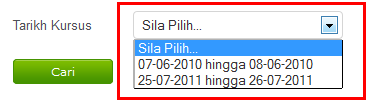 Tarikh Kursus
Sila Pilih...
Sila Pilih...
07-06-2010 hingga 08-06-2010
25-07-2011 hingga 26-07-2011
Cari